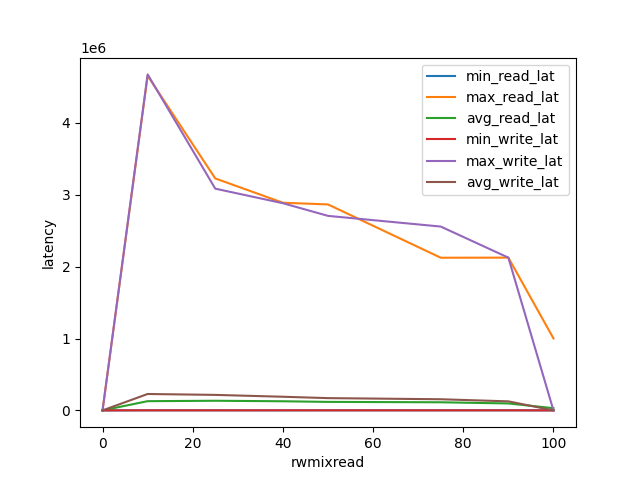 1e6
4
3
2
1
0
latency
0 20 40 60 80 100
rwmixread
min_read_lat
max_read_lat
avg_read_lat
min_write_lat
max_write_lat
avg_write_lat